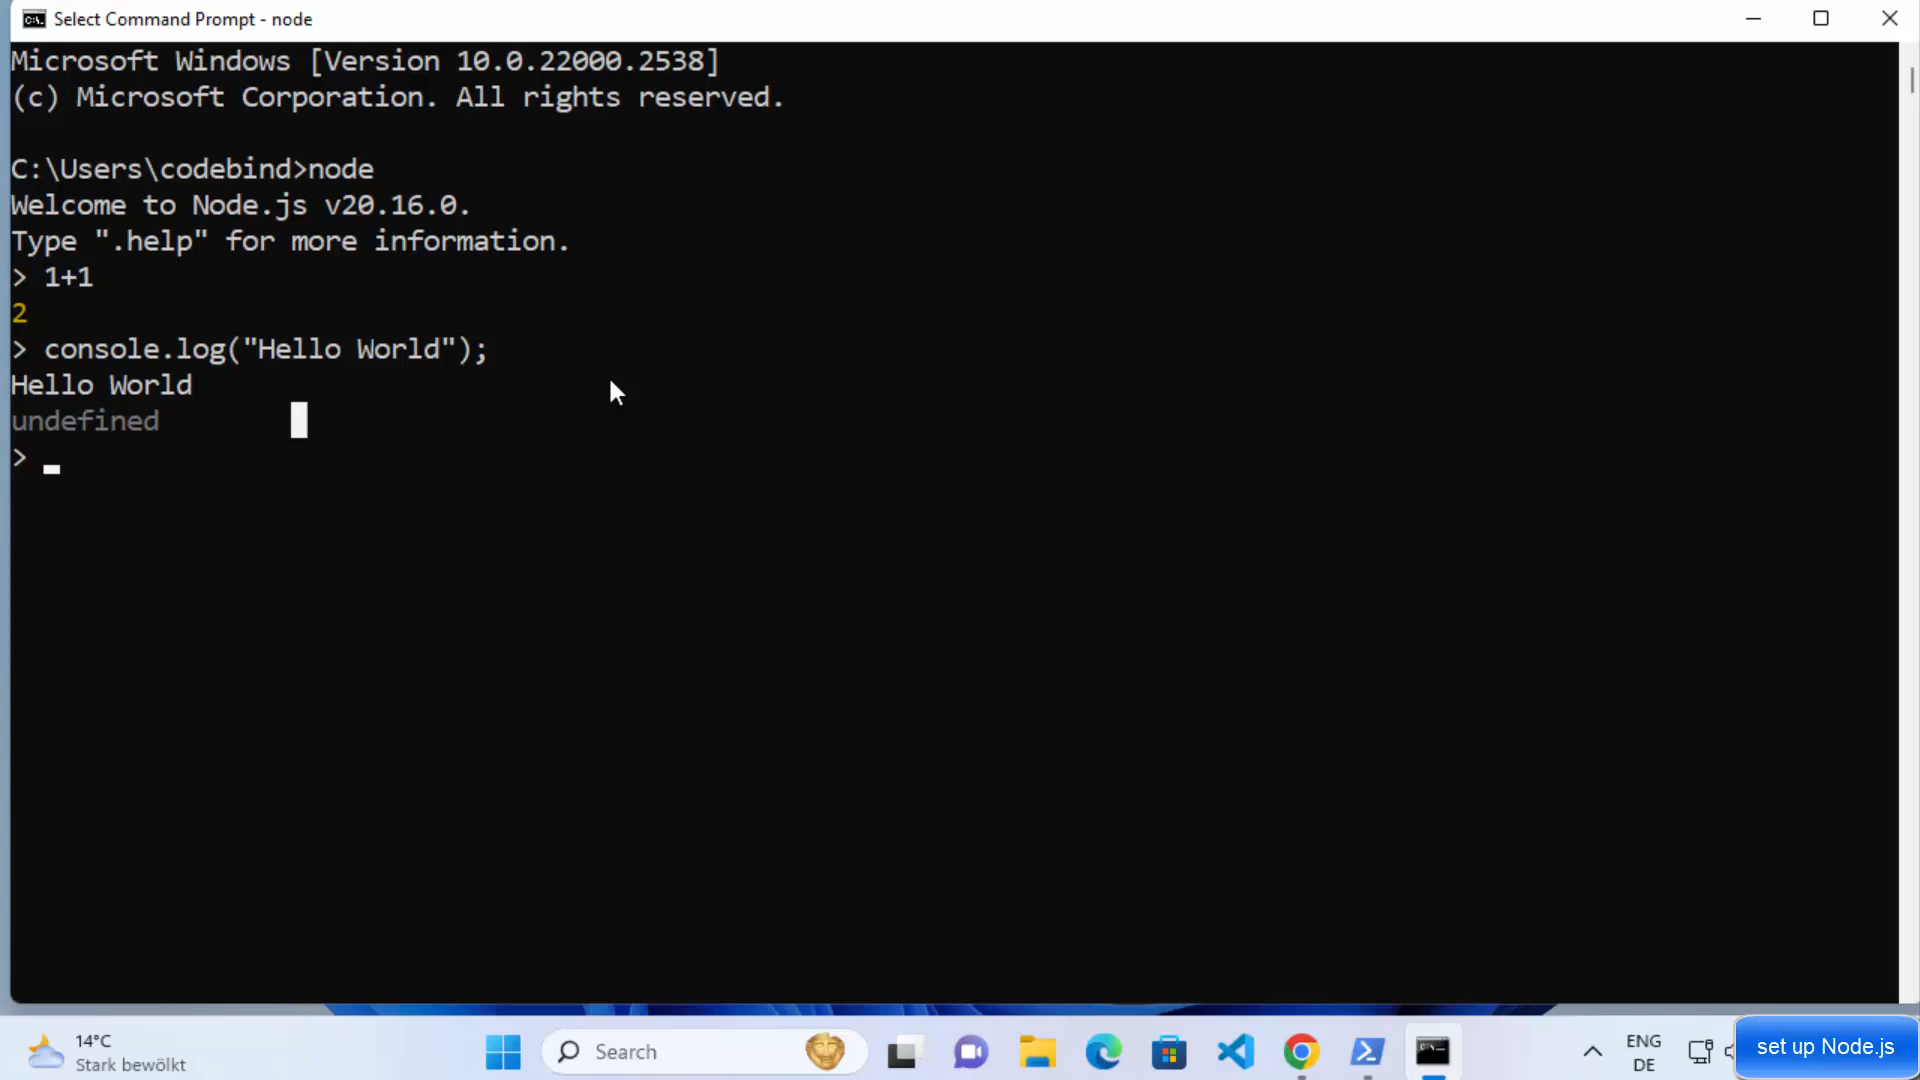 Select Command Prompt - node
Microsoft Windows [Version 10.0.22000.2538]
(c) Microsoft Corporation. All rights reserved.
C:\Users\codebind>node
Welcome to Node.js v20.16.0.
Type ".help" for more information.
> 1+1
2
> console.log("Hello World");
Hello World
undefined
>
14°C
Stark bewölkt
Search
ENG
DE
set up Node.js